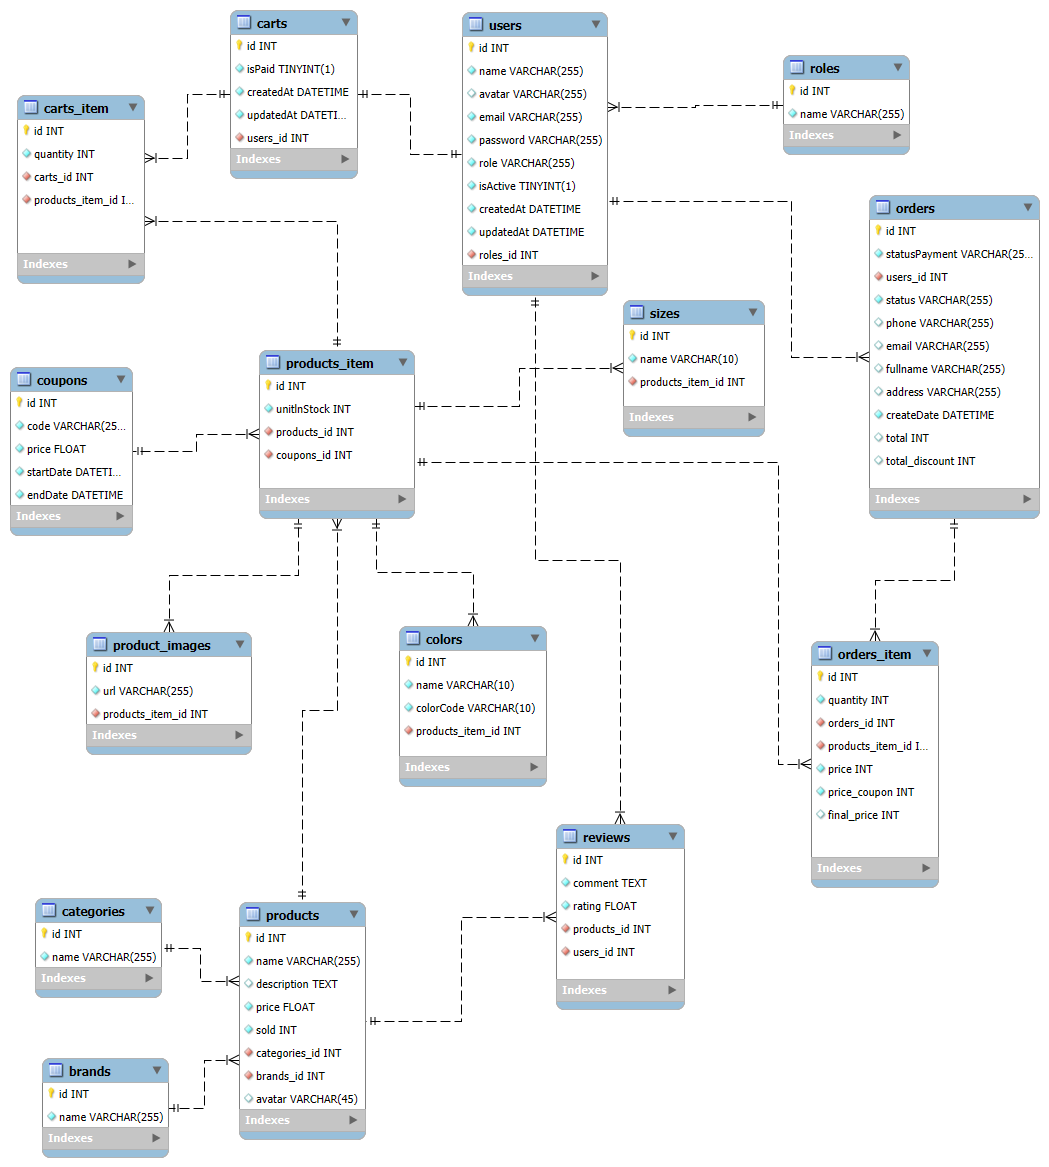 carts
id INT
isPaid TINYINT(1)
createdAt DATETIME
updatedAt DATETI...
users_id INT
Indexes
users
id INT
name VARCHAR(255)
avatar VARCHAR(255)
email VARCHAR(255)
password VARCHAR(255)
role VARCHAR(255)
isActive TINYINT(1)
createdAt DATETIME
updatedAt DATETIME
roles_id INT
Indexes
roles
id INT
name VARCHAR(255)
Indexes
carts_item
id INT
quantity INT
carts_id INT
products_item_id I...
Indexes
orders
id INT
statusPayment VARCHAR(25...
users_id INT
status VARCHAR(255)
phone VARCHAR(255)
email VARCHAR(255)
fullname VARCHAR(255)
address VARCHAR(255)
createDate DATETIME
total INT
total_discount INT
Indexes
sizes
id INT
name VARCHAR(10)
products_item_id INT
Indexes
products_item
id INT
unitInStock INT
products_id INT
coupons_id INT
Indexes
coupons
id INT
code VARCHAR(25...
price FLOAT
startDate DATETI...
endDate DATETIME
Indexes
product_images
id INT
url VARCHAR(255)
products_item_id INT
Indexes
colors
id INT
name VARCHAR(10)
colorCode VARCHAR(10)
products_item_id INT
Indexes
orders_item
id INT
quantity INT
orders_id INT
products_item_id I...
price INT
price_coupon INT
final_price INT
Indexes
reviews
id INT
comment TEXT
rating FLOAT
products_id INT
users_id INT
Indexes
categories
id INT
name VARCHAR(255)
Indexes
products
id INT
name VARCHAR(255)
description TEXT
price FLOAT
sold INT
categories_id INT
brands_id INT
avatar VARCHAR(45)
Indexes
brands
id INT
name VARCHAR(255)
Indexes